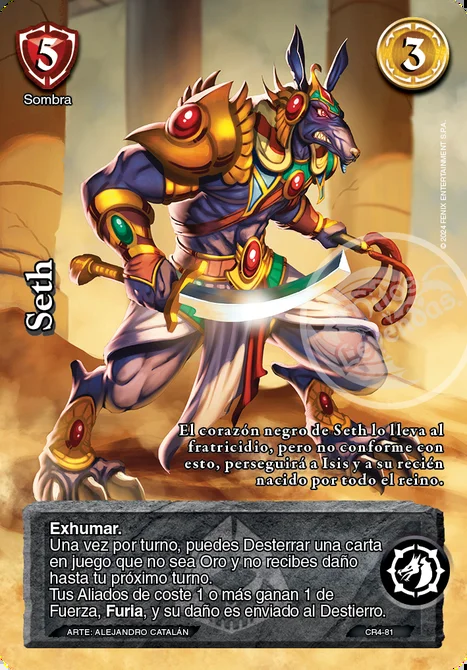 5
3
Sombra
© 2024 FENIX ENTERTAINMENT S.P.A.
Seth
El corazón negro de Seth lo lleva al
fratricidio, pero no conforme con
esto, perseguirá a Isis y a su recién
nacido por todo el reino.
Exhumar.
Una vez por turno, puedes Desterrar una carta
en juego que no sea Oro y no recibes daño
hasta tu próximo turno.
Tus Aliados de coste 1 o más ganan 1 de
Fuerza, Furia, y su daño es enviado al Destierro.
ARTE: ALEJANDRO CATALÁN
CR4-81